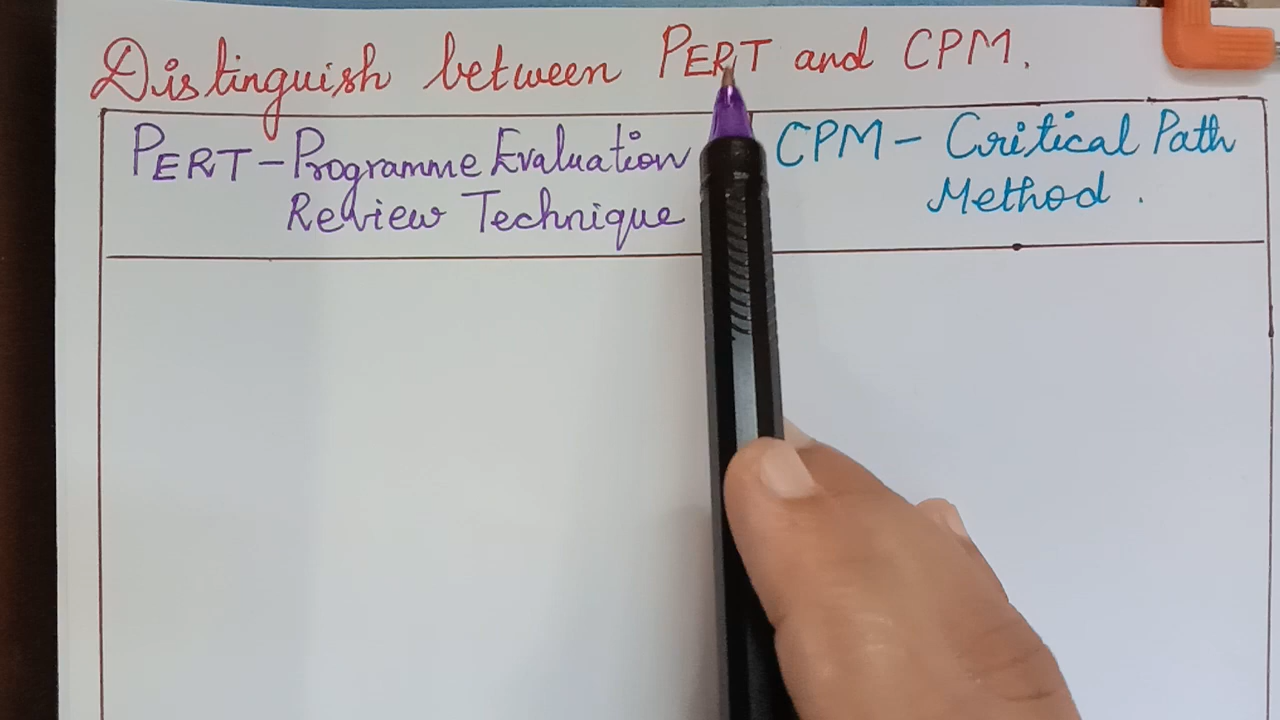 Distinguish between PERT and CPM.
PERT - Programme Evaluation
Review Technique
CPM - Critical Path
Method .